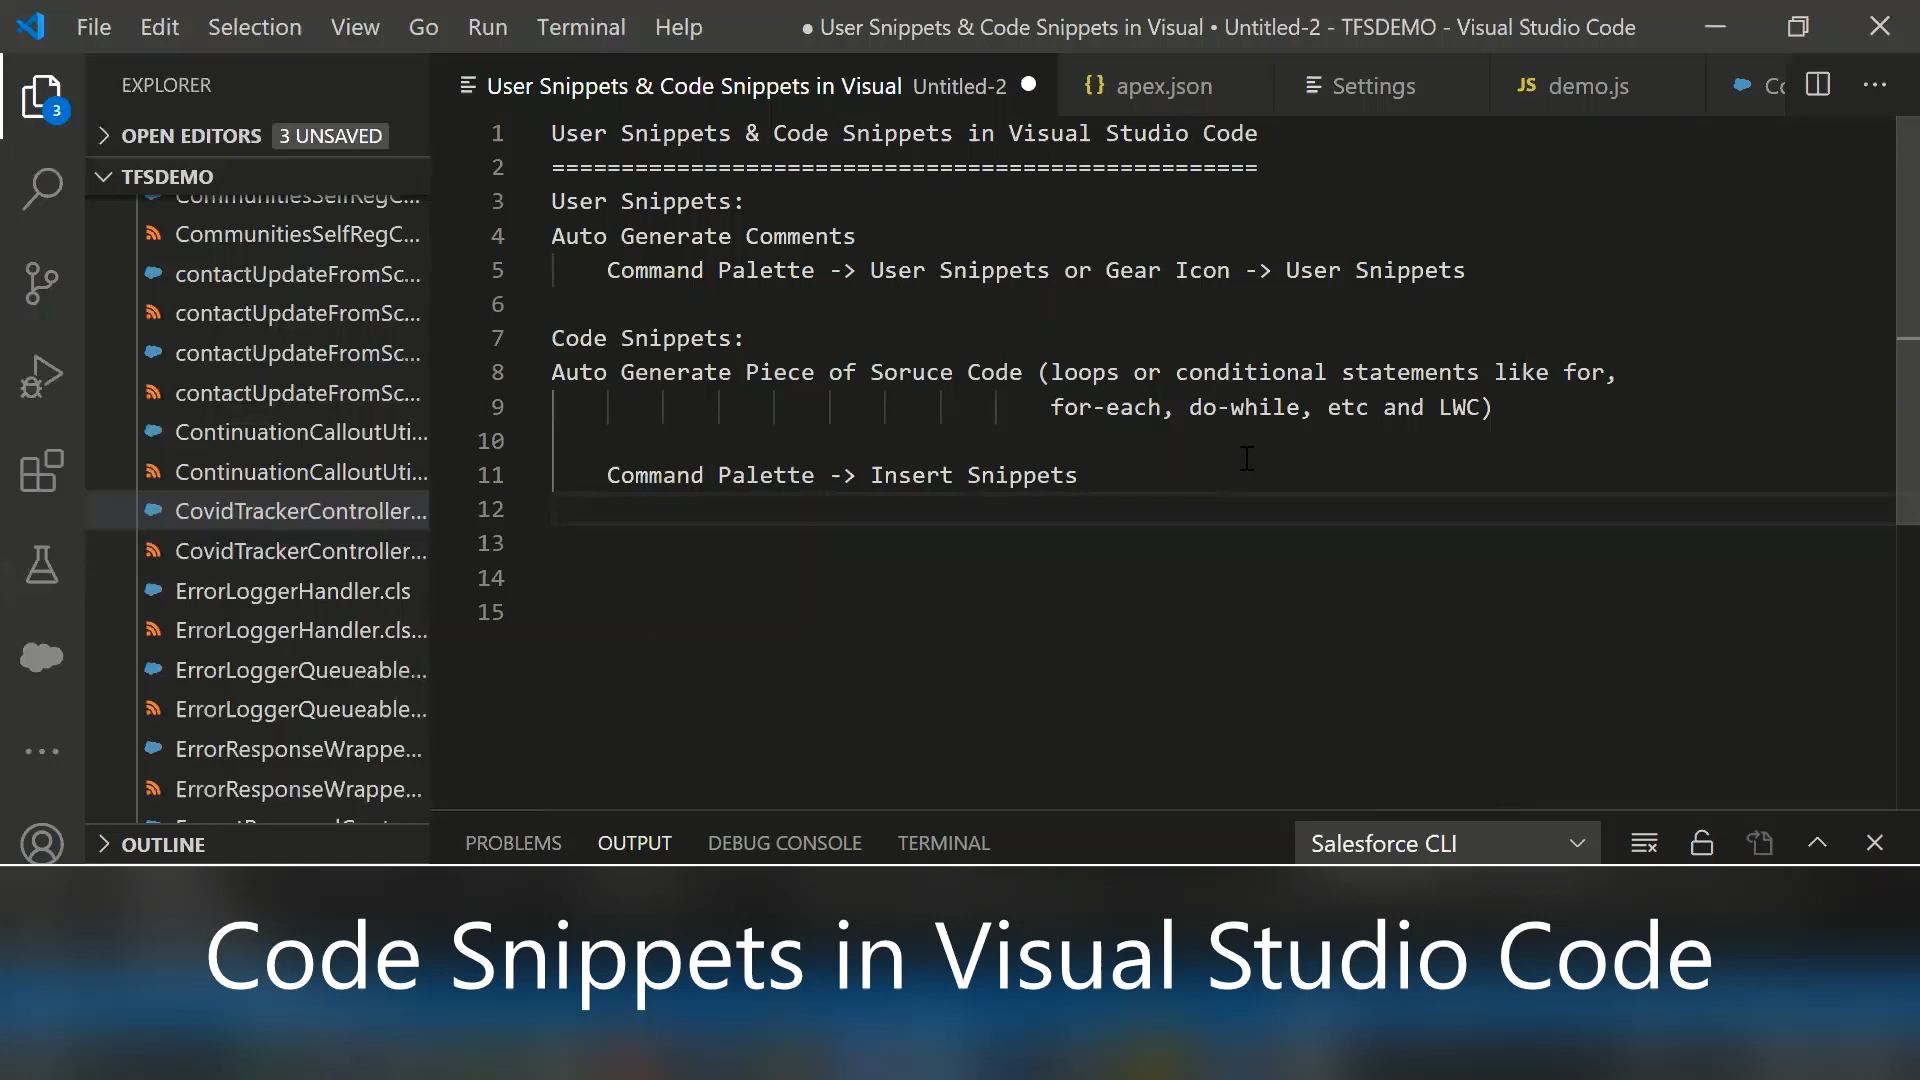 File Edit Selection View Go Run Terminal Help ● User Snippets & Code Snippets in Visual • Untitled-2 - TFSDEMO - Visual Studio Code
EXPLORER
User Snippets & Code Snippets in Visual Untitled-2 ● {} apex.json Settings JS demo.js Co
3
OPEN EDITORS 3 UNSAVED
TFSDEMO
CommunitiesSelfRegC...
CommunitiesSelfRegC...
contactUpdateFromSc...
contactUpdateFromSc...
contactUpdateFromSc...
contactUpdateFromSc...
ContinuationCalloutUti...
ContinuationCalloutUti...
CovidTrackerController...
CovidTrackerController...
ErrorLoggerHandler.cls
ErrorLoggerHandler.cls...
ErrorLoggerQueueable...
ErrorLoggerQueueable...
ErrorResponseWrappe...
ErrorResponseWrappe...
OUTLINE
1 User Snippets & Code Snippets in Visual Studio Code
2 ===================================================
3 User Snippets:
4 Auto Generate Comments
5 Command Palette -> User Snippets or Gear Icon -> User Snippets
6
7 Code Snippets:
8 Auto Generate Piece of Soruce Code (loops or conditional statements like for,
9 for-each, do-while, etc and LWC)
10
11 Command Palette -> Insert Snippets
12
13
14
15
PROBLEMS OUTPUT DEBUG CONSOLE TERMINAL Salesforce CLI
Code Snippets in Visual Studio Code